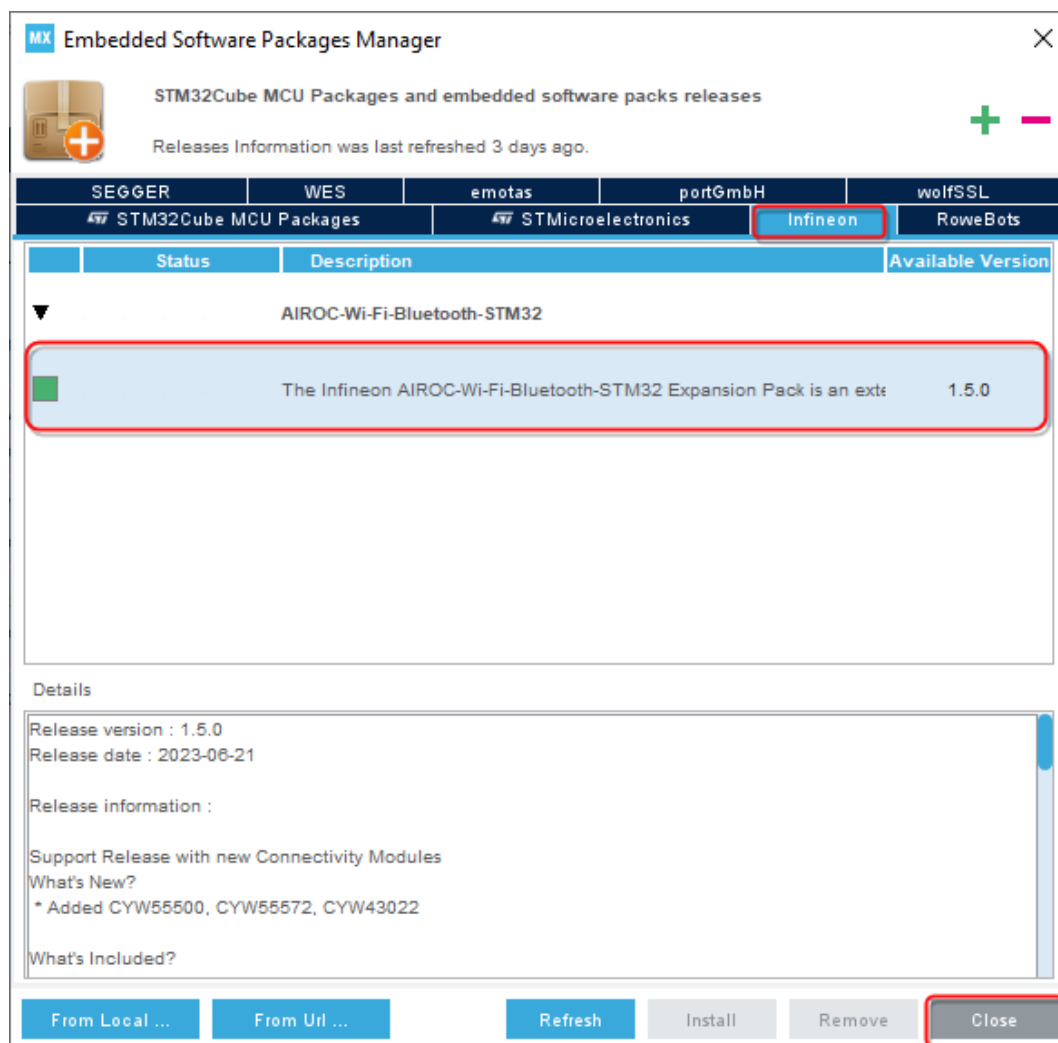 MX Embedded Software Packages Manager
STM32Cube MCU Packages and embedded software packs releases
Releases Information was last refreshed 3 days ago.
SEGGER WES emotas portGmbH wolfSSL
STM32Cube MCU Packages STMicroelectronics Infineon RoweBots
Status Description Available Version
AIROC-Wi-Fi-Bluetooth-STM32
The Infineon AIROC-Wi-Fi-Bluetooth-STM32 Expansion Pack is an exte 1.5.0
Details
Release version : 1.5.0
Release date : 2023-06-21
Release information :
Support Release with new Connectivity Modules
What's New?
* Added CYW55500, CYW55572, CYW43022
What's Included?
From Local ... From Url ... Refresh Install Remove Close